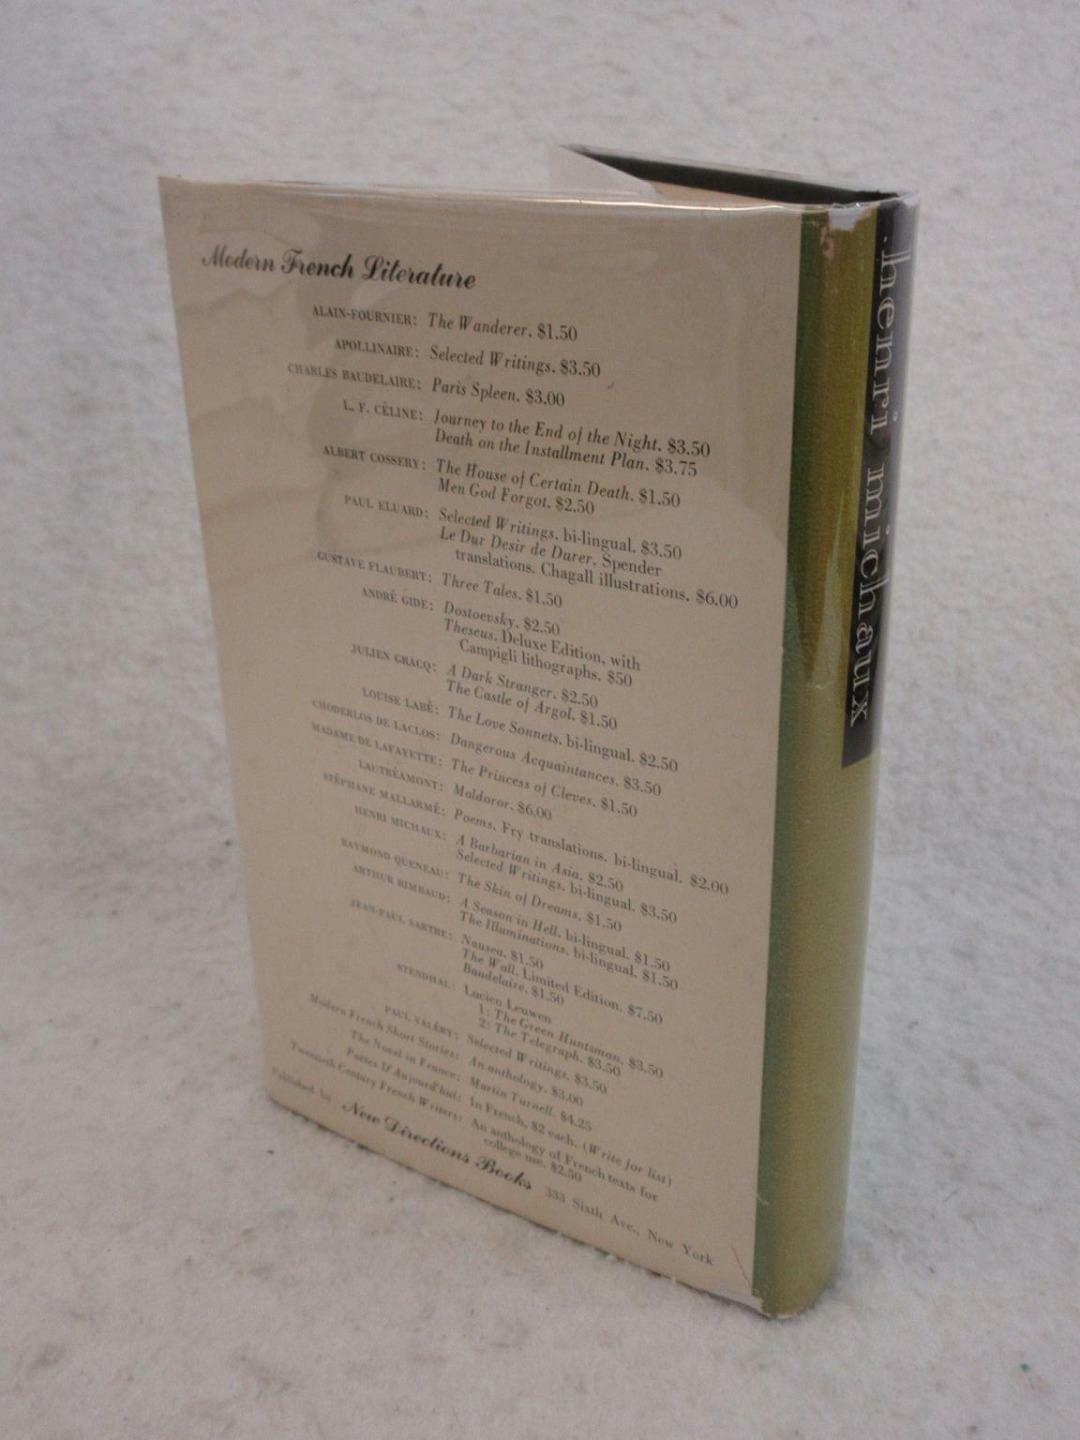 Modern French Literature
ALAIN-FOURNIER: The Wanderer. $1.50
APOLLINAIRE: Selected Writings. $3.50
CHARLES BAUDELAIRE: Paris Spleen. $3.00
L. F. CÉLINE: Journey to the End of the Night. $3.50
Death on the Installment Plan. $3.75
ALBERT COSSERY: The House of Certain Death. $1.50
Men God Forgot. $2.50
PAUL ELUARD: Selected Writings. bi-lingual. $3.50
Le Dur Desir de Durer. Spender
translations. Chagall illustrations. $6.00
GUSTAVE FLAUBERT: Three Tales. $1.50
ANDRÉ GIDE: Dostoevsky. $2.50
Theseus. Deluxe Edition, with
Campigli lithographs. $50
JULIEN GRACQ: A Dark Stranger. $2.50
The Castle of Argol. $1.50
LOUISE LABÉ: The Love Sonnets. bi-lingual. $2.50
CHODERLOS DE LACLOS: Dangerous Acquaintances. $3.50
MADAME DE LAFAYETTE: The Princess of Cleves. $1.50
LAUTRÉAMONT: Maldoror. $6.00
STÉPHANE MALLARMÉ: Poems. Fry translations. bi-lingual. $2.00
HENRI MICHAUX: A Barbarian in Asia. $2.50
Selected Writings. bi-lingual. $3.50
RAYMOND QUENEAU: The Skin of Dreams. $1.50
ARTHUR RIMBAUD: A Season in Hell. bi-lingual. $1.50
The Illuminations. bi-lingual. $1.50
JEAN-PAUL SARTRE: Nausea. $1.50
The Wall. Limited Edition. $7.50
Baudelaire. $1.50
STENDHAL: Lucien Leuwen
1: The Green Huntsman. $3.50
2: The Telegraph. $3.50
PAUL VALÉRY: Selected Writings. $3.50
Modern French Short Stories: An anthology. $3.00
The Novel in France: Martin Turnell. $4.25
Poetes D'Aujourd'hui: In French, $2 each. (Write for list)
Twentieth Century French Writers: An anthology of French texts for
college use. $2.50
Published by New Directions Books 333 Sixth Ave., New York
henri michaux